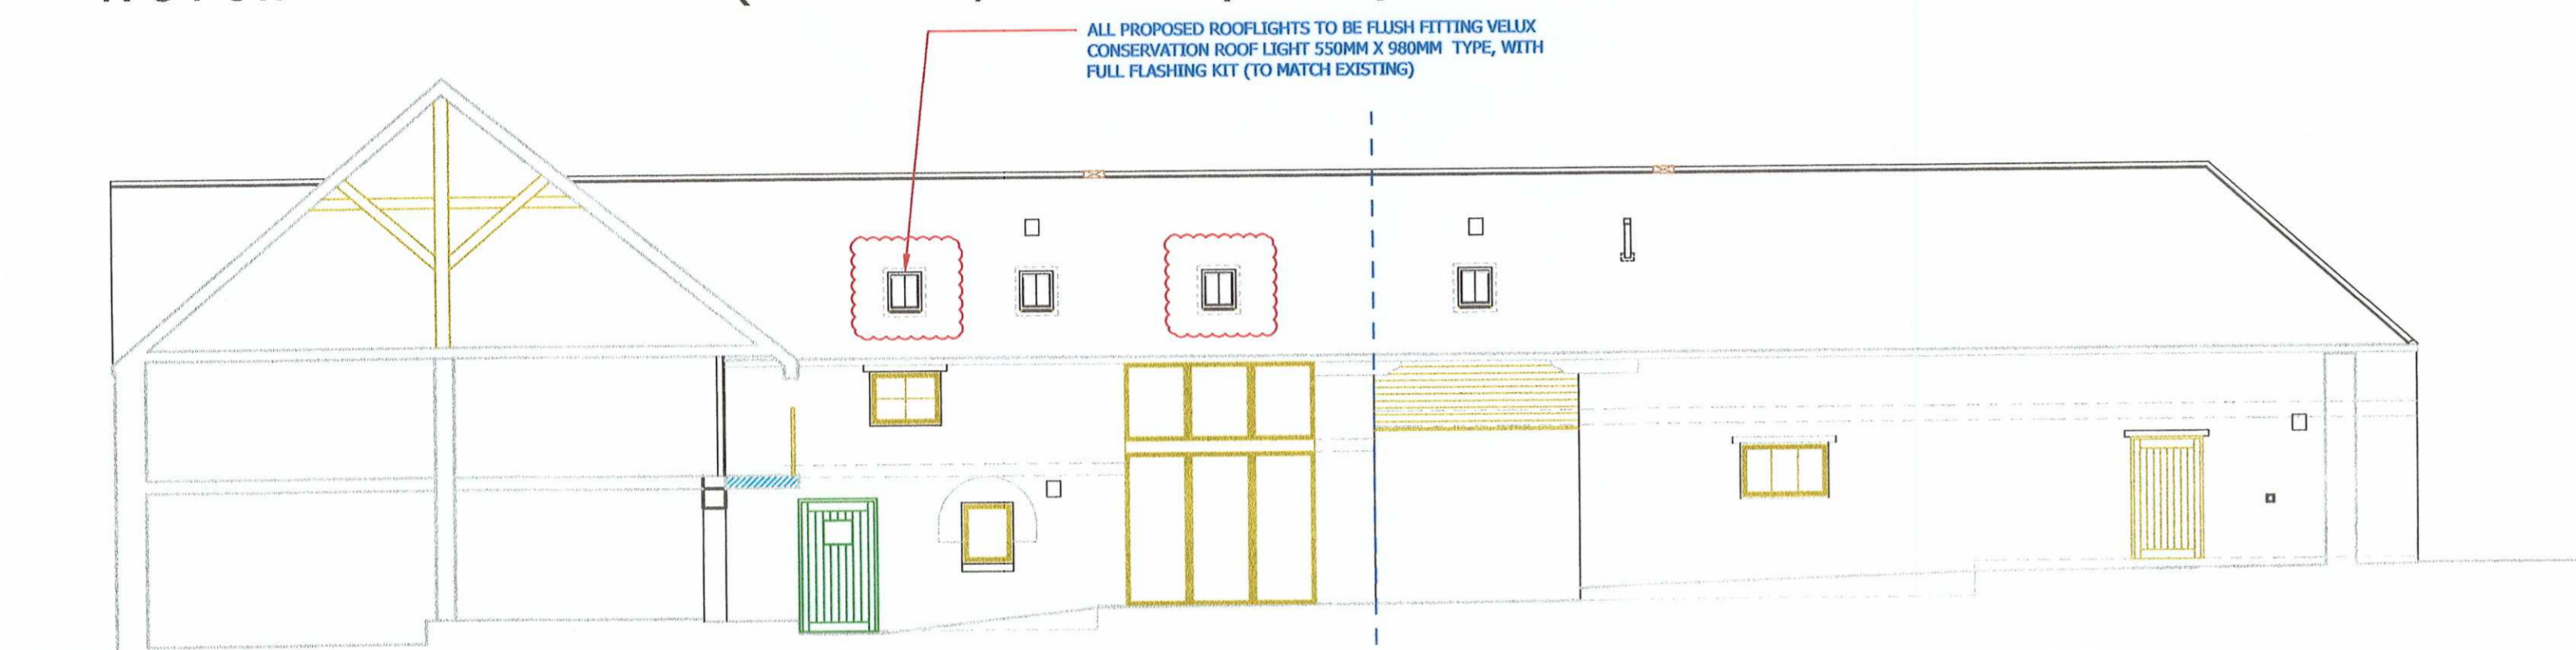 ALL PROPOSED ROOFLIGHTS TO BE FLUSH FITTING VELUX
CONSERVATION ROOF LIGHT 550MM X 980MM TYPE, WITH
FULL FLASHING KIT (TO MATCH EXISTING)